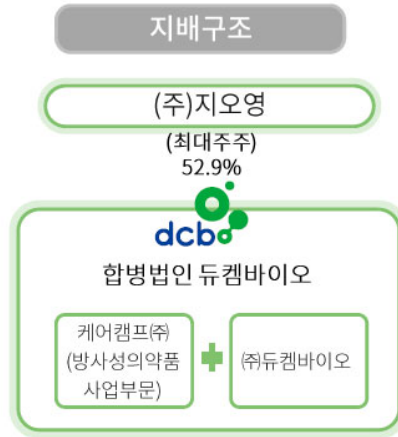 지배구조
(주)지오영
(최대주주)
52.9%
dcb
합병법인 듀켐바이오
케어캠프㈜
(방사성의약품
사업부문)
㈜듀켐바이오